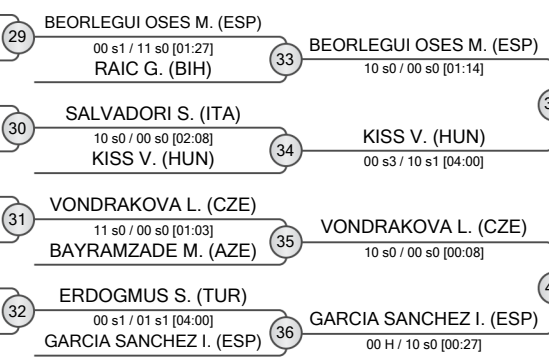 BEORLEGUI OSES M. (ESP)
29
00 s1 / 11 s0 [01:27]
RAIC G. (BIH)
33
BEORLEGUI OSES M. (ESP)
10 s0 / 00 s0 [01:14]
SALVADORI S. (ITA)
30
10 s0 / 00 s0 [02:08]
KISS V. (HUN)
34
KISS V. (HUN)
00 s3 / 10 s1 [04:00]
VONDRAKOVA L. (CZE)
31
11 s0 / 00 s0 [01:03]
BAYRAMZADE M. (AZE)
35
VONDRAKOVA L. (CZE)
10 s0 / 00 s0 [00:08]
ERDOGMUS S. (TUR)
32
00 s1 / 01 s1 [04:00]
GARCIA SANCHEZ I. (ESP)
36
GARCIA SANCHEZ I. (ESP)
00 H / 10 s0 [00:27]